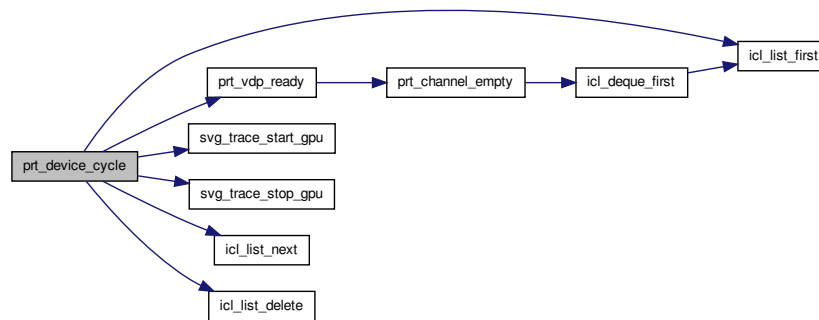 icl_list_first
prt_vdp_ready
prt_channel_empty
icl_deque_first
svg_trace_start_gpu
prt_device_cycle
svg_trace_stop_gpu
icl_list_next
icl_list_delete